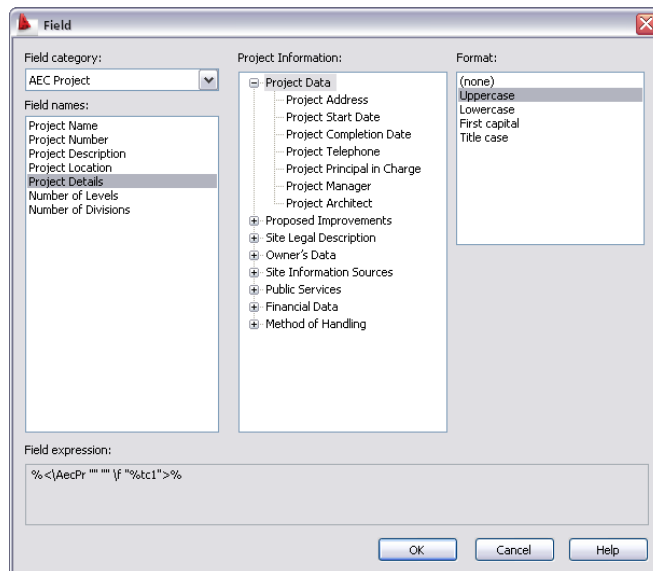 Field
Field category:
AEC Project
Field names:
Project Name
Project Number
Project Description
Project Location
Project Details
Number of Levels
Number of Divisions
Project Information:
Project Data
Project Address
Project Start Date
Project Completion Date
Project Telephone
Project Principal in Charge
Project Manager
Project Architect
Proposed Improvements
Site Legal Description
Owner's Data
Site Information Sources
Public Services
Financial Data
Method of Handling
Format:
(none)
Uppercase
Lowercase
First capital
Title case
Field expression:
%<\AecPr "" "" \f "%tc1">%
OK
Cancel
Help